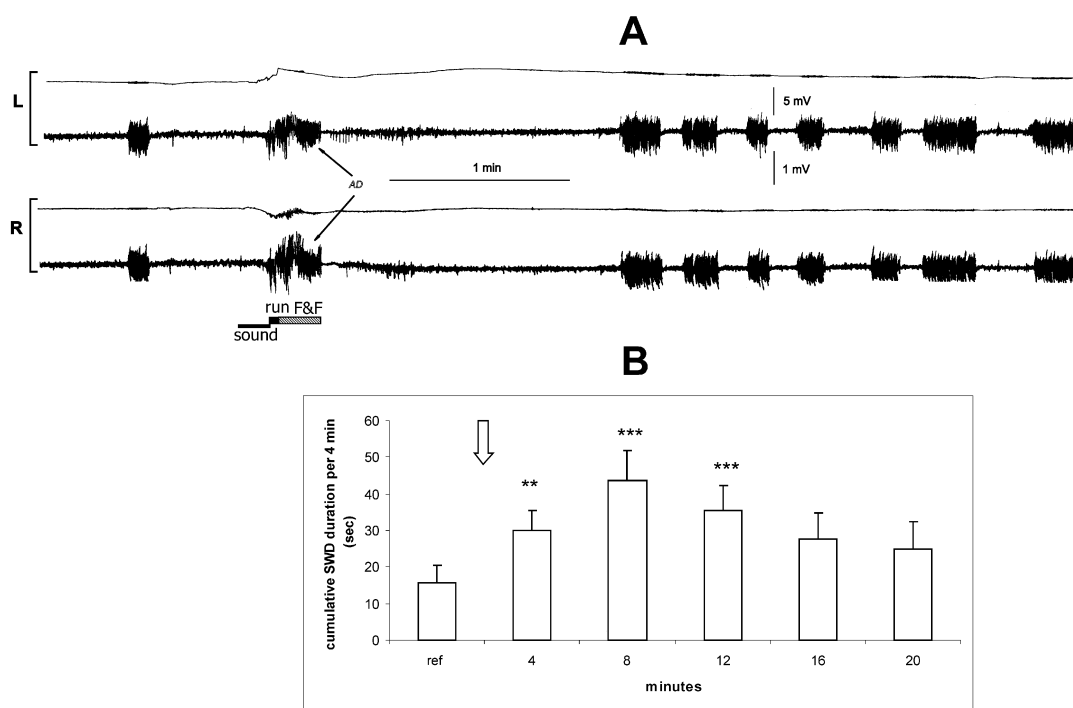 A
L
5 mV
1 mV
1 min
AD
R
run F&F
sound
B
cumulative SWD duration per 4 min
(sec)
60
50
40
30
20
10
0
**
***
***
ref 4 8 12 16 20
minutes